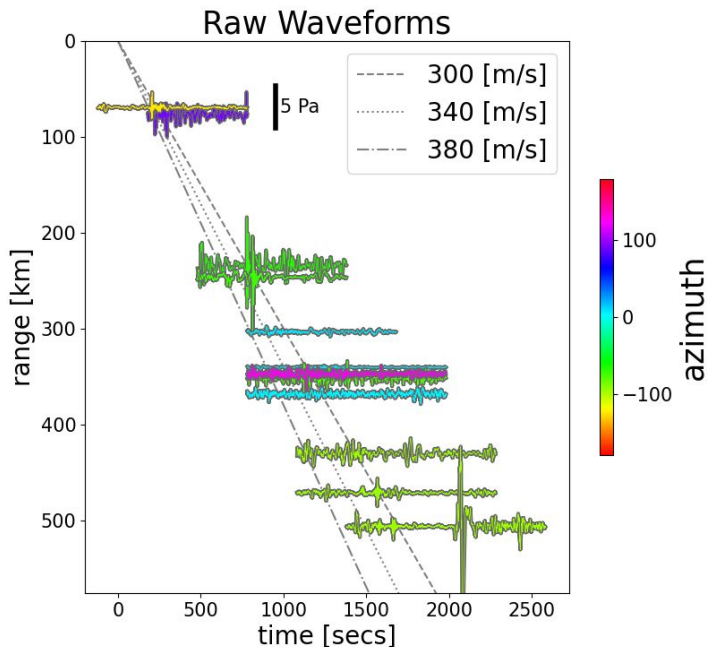 Raw Waveforms
0
100
200
300
400
500
range [km]
5 Pa
300 [m/s]
340 [m/s]
380 [m/s]
0
500
1000
1500
2000
2500
time [secs]
100
0
−100
azimuth